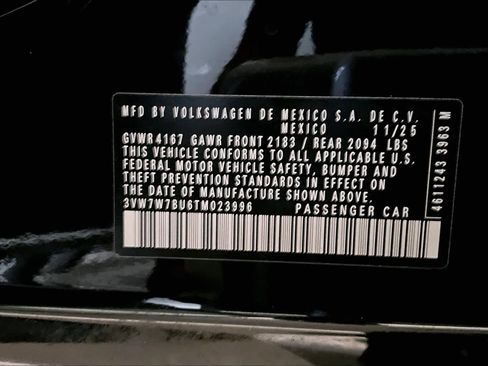 MFD BY VOLKSWAGEN DE MEXICO S.A. DE C.V.
MEXICO 11/25
GVWR4167 GAWR FRONT 2183 / REAR 2094 LBS
THIS VEHICLE CONFORMS TO ALL APPLICABLE U.S.
FEDERAL MOTOR VEHICLE SAFETY, BUMPER AND
THEFT PREVENTION STANDARDS IN EFFECT ON
THE DATE OF MANUFACTURE SHOWN ABOVE.
3VW7W7BU6TM023996 PASSENGER CAR
4611243 3963 M